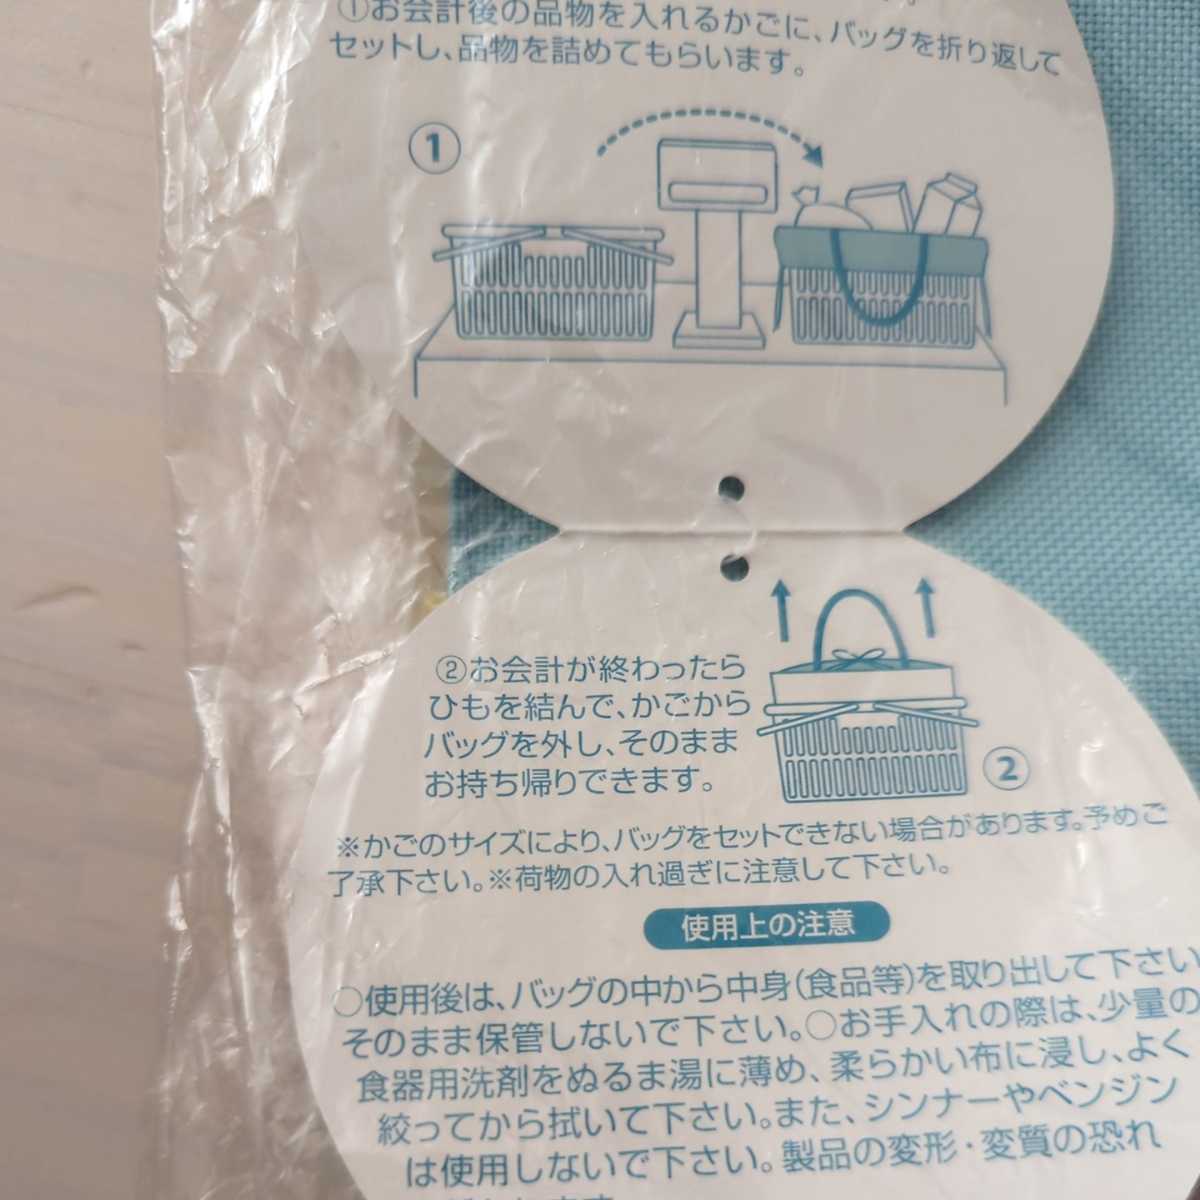 ①お会計後の品物を入れるかごに、バッグを折り返して
セットし、品物を詰めてもらいます。
①
②お会計が終わったら
ひもを結んで、かごから
バッグを外し、そのまま
お持ち帰りできます。
②
※かごのサイズにより、バッグをセットできない場合があります。予めご
了承下さい。※荷物の入れ過ぎに注意して下さい。
使用上の注意
○使用後は、バッグの中から中身(食品等)を取り出して下さい
そのまま保管しないで下さい。○お手入れの際は、少量の
食器用洗剤をぬるま湯に薄め、柔らかい布に浸し、よく
絞ってから拭いて下さい。また、シンナーやベンジン
は使用しないで下さい。製品の変形・変質の恐れ